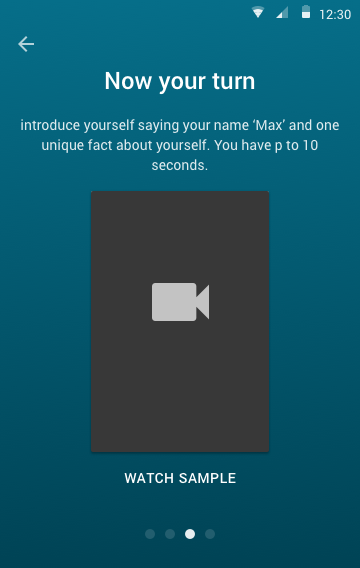 12:30
Now your turn
introduce yourself saying your name ‘Max’ and one
unique fact about yourself. You have p to 10
seconds.
WATCH SAMPLE